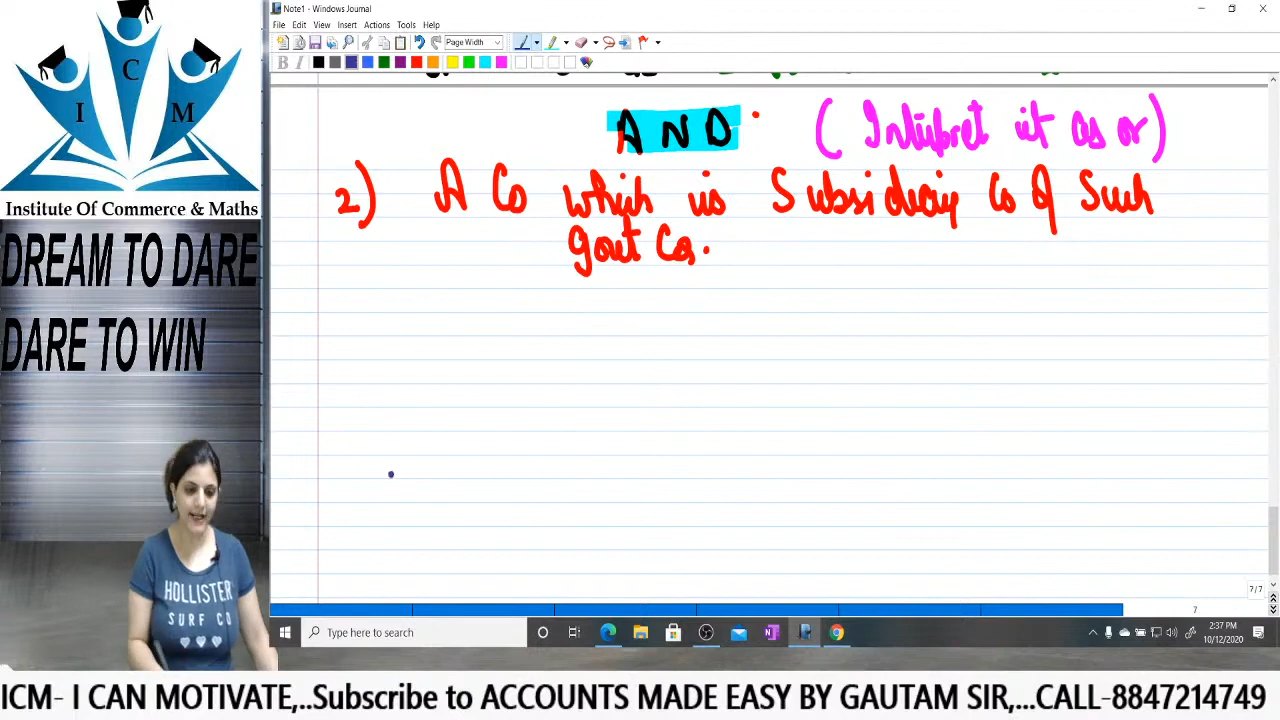 Note1 - Windows Journal
File Edit View Insert Actions Tools Help
Page Width
B I
I C M
Institute Of Commerce & Maths
DREAM TO DARE
DARE TO WIN
AND (Interpret it as or)
2) A Co which is Subsidiary Co of Such
Govt Cos.
HOLLISTER
SURF CO
7/7
7
Type here to search
2:37 PM
10/12/2020
ICM- I CAN MOTIVATE,..Subscribe to ACCOUNTS MADE EASY BY GAUTAM SIR,...CALL-8847214749